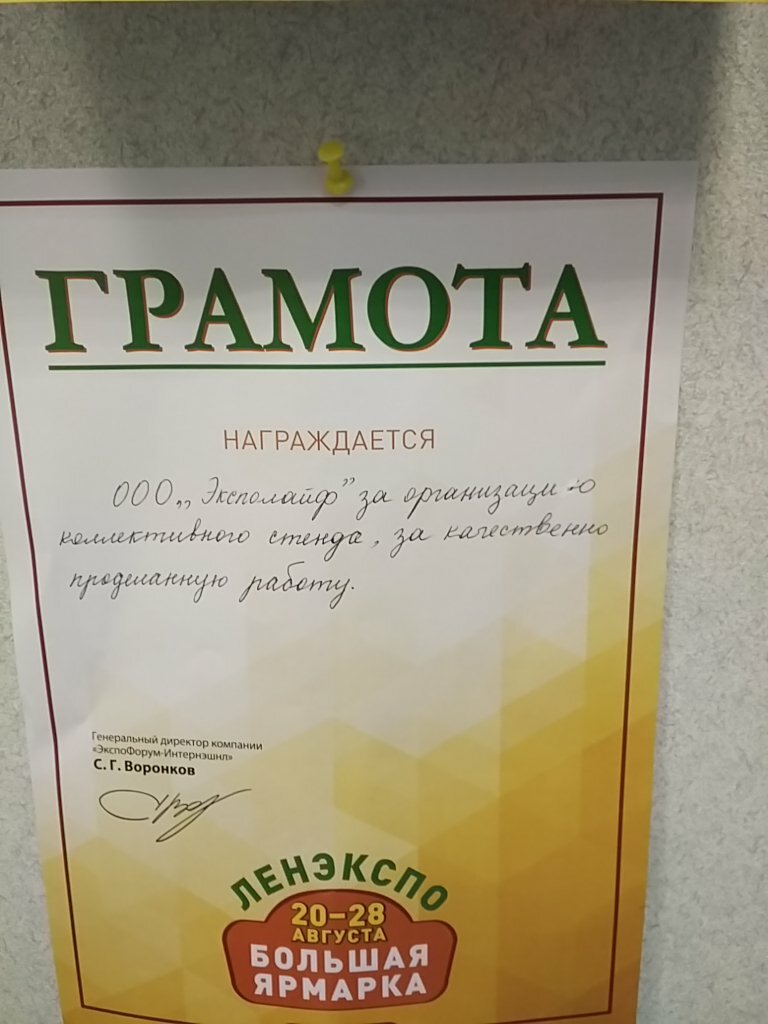 ГРАМОТА
НАГРАЖДАЕТСЯ
ООО „Эксполайф” за организацию
коллективного стенда, за качественно
проделанную работу.
Генеральный директор компании
«ЭкспоФорум-Интернэшнл»
С. Г. Воронков
ЛЕНЭКСПО
20–28
АВГУСТА
БОЛЬШАЯ
ЯРМАРКА